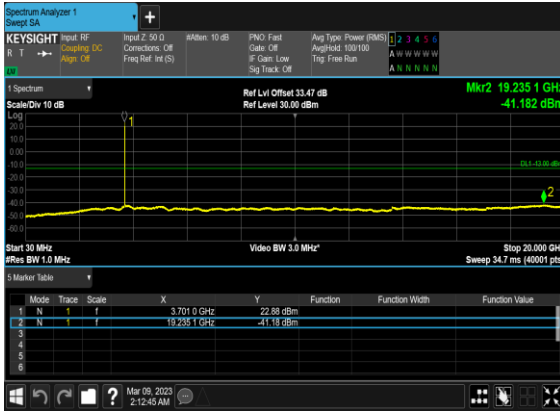 Spectrum Analyzer 1
Swept SA
+
KEYSIGHT Input: RF Input Z: 50 Ω #Atten: 10 dB PNO: Fast Avg Type: Power (RMS) 1 2 3 4 5 6
R T Coupling: DC Corrections: Off Gate: Off Avg|Hold: 100/100 A W W W W W
Align: Off Freq Ref: Int (S) IF Gain: Low Trig: Free Run
Sig Track: Off A N N N N N
1 Spectrum Ref Lvl Offset 33.47 dB Mkr2 19.235 1 GHz
Scale/Div 10 dB Ref Level 30.00 dBm -41.182 dBm
Log
20.0
10.0
0.00
-10.0
-20.0
-30.0
-40.0
-50.0
-60.0
1
DL1 -13.00 dBm
2
Start 30 MHz Video BW 3.0 MHz* Stop 20.000 GHz
#Res BW 1.0 MHz Sweep 34.7 ms (40001 pts)
5 Marker Table
Mode Trace Scale X Y Function Function Width Function Value
1 N 1 f 3.701 0 GHz 22.88 dBm
2 N 1 f 19.235 1 GHz -41.18 dBm
3
4
5
6
? Mar 09, 2023
2:12:45 AM